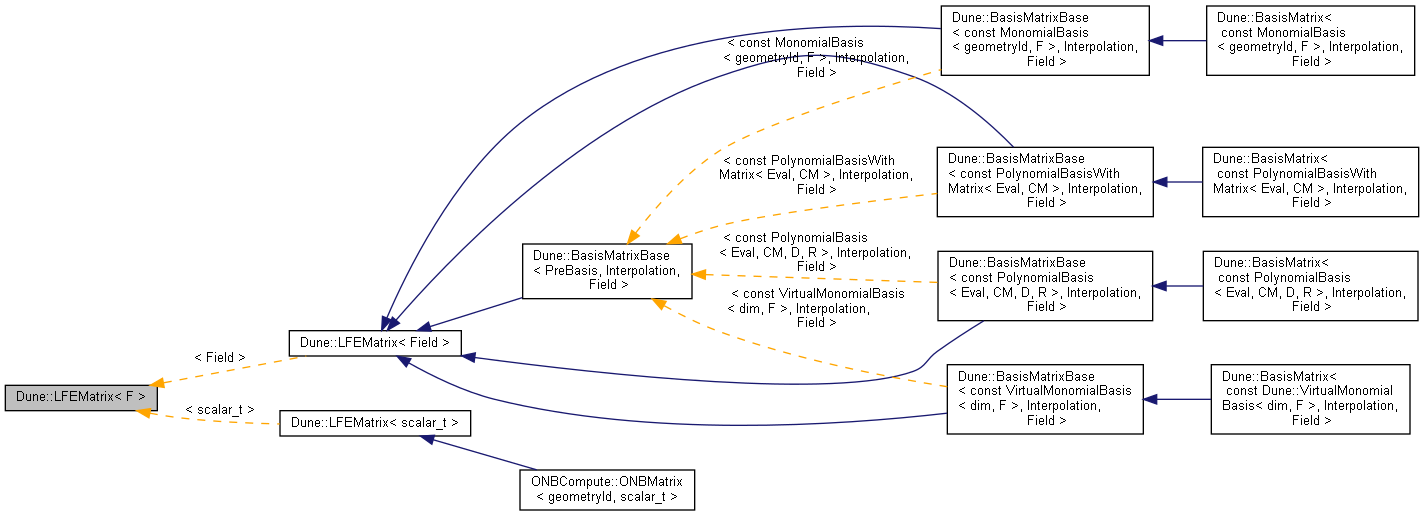 Dune::LFEMatrix< F >
< Field >
< scalar_t >
Dune::LFEMatrix< Field >
Dune::LFEMatrix< scalar_t >
Dune::BasisMatrixBase
< PreBasis, Interpolation,
Field >
ONBCompute::ONBMatrix
< geometryId, scalar_t >
< const MonomialBasis
< geometryId, F >, Interpolation,
Field >
< const PolynomialBasisWith
Matrix< Eval, CM >, Interpolation,
Field >
< const PolynomialBasis
< Eval, CM, D, R >, Interpolation,
Field >
< const VirtualMonomialBasis
< dim, F >, Interpolation,
Field >
Dune::BasisMatrixBase
< const MonomialBasis
< geometryId, F >, Interpolation,
Field >
Dune::BasisMatrix<
const MonomialBasis
< geometryId, F >, Interpolation,
Field >
Dune::BasisMatrixBase
< const PolynomialBasisWith
Matrix< Eval, CM >, Interpolation,
Field >
Dune::BasisMatrix<
const PolynomialBasisWith
Matrix< Eval, CM >, Interpolation,
Field >
Dune::BasisMatrixBase
< const PolynomialBasis
< Eval, CM, D, R >, Interpolation,
Field >
Dune::BasisMatrix<
const PolynomialBasis
< Eval, CM, D, R >, Interpolation,
Field >
Dune::BasisMatrixBase
< const VirtualMonomialBasis
< dim, F >, Interpolation,
Field >
Dune::BasisMatrix<
const Dune::VirtualMonomial
Basis< dim, F >, Interpolation,
Field >